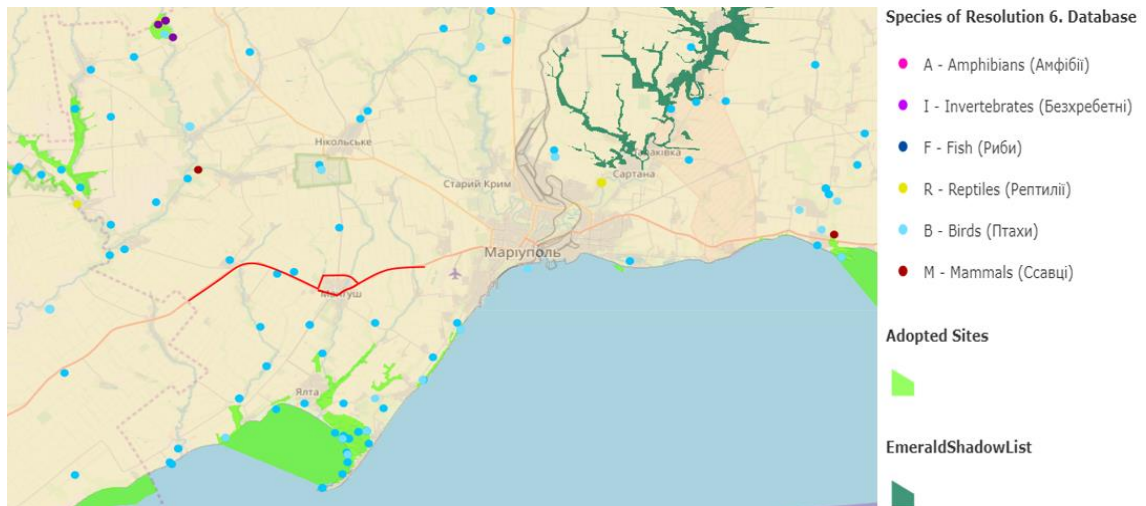 Species of Resolution 6. Database
A - Amphibians (Амфібії)
I - Invertebrates (Безхребетні)
F - Fish (Риби)
R - Reptiles (Рептилії)
B - Birds (Птахи)
M - Mammals (Ссавці)
Adopted Sites
EmeraldShadowList
Нікольське
Старий Крим
Сартана
Маріуполь
Ялта